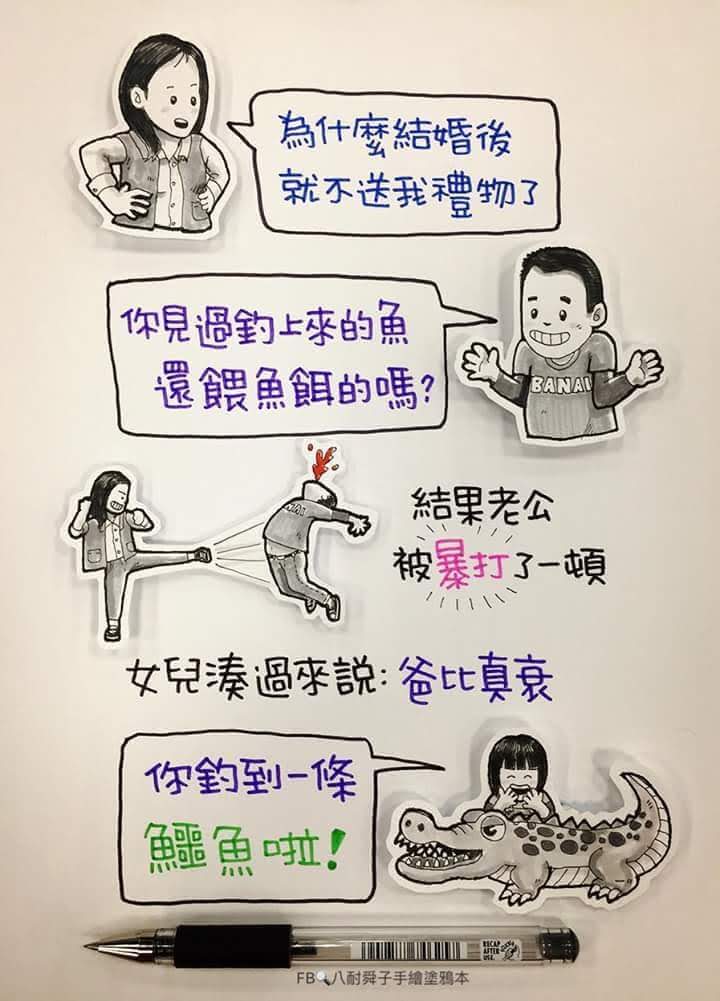 為什麼結婚後
就不送我禮物了
你見過釣上來的魚
還餵魚餌的嗎?
BANAI
AI
結果老公
被暴打了一頓
女兒湊過來説:爸比真衰
你釣到一條
鱷魚啦!
RECAP
AFTER
USE.
FB🔍八耐舜子手繪塗鴉本